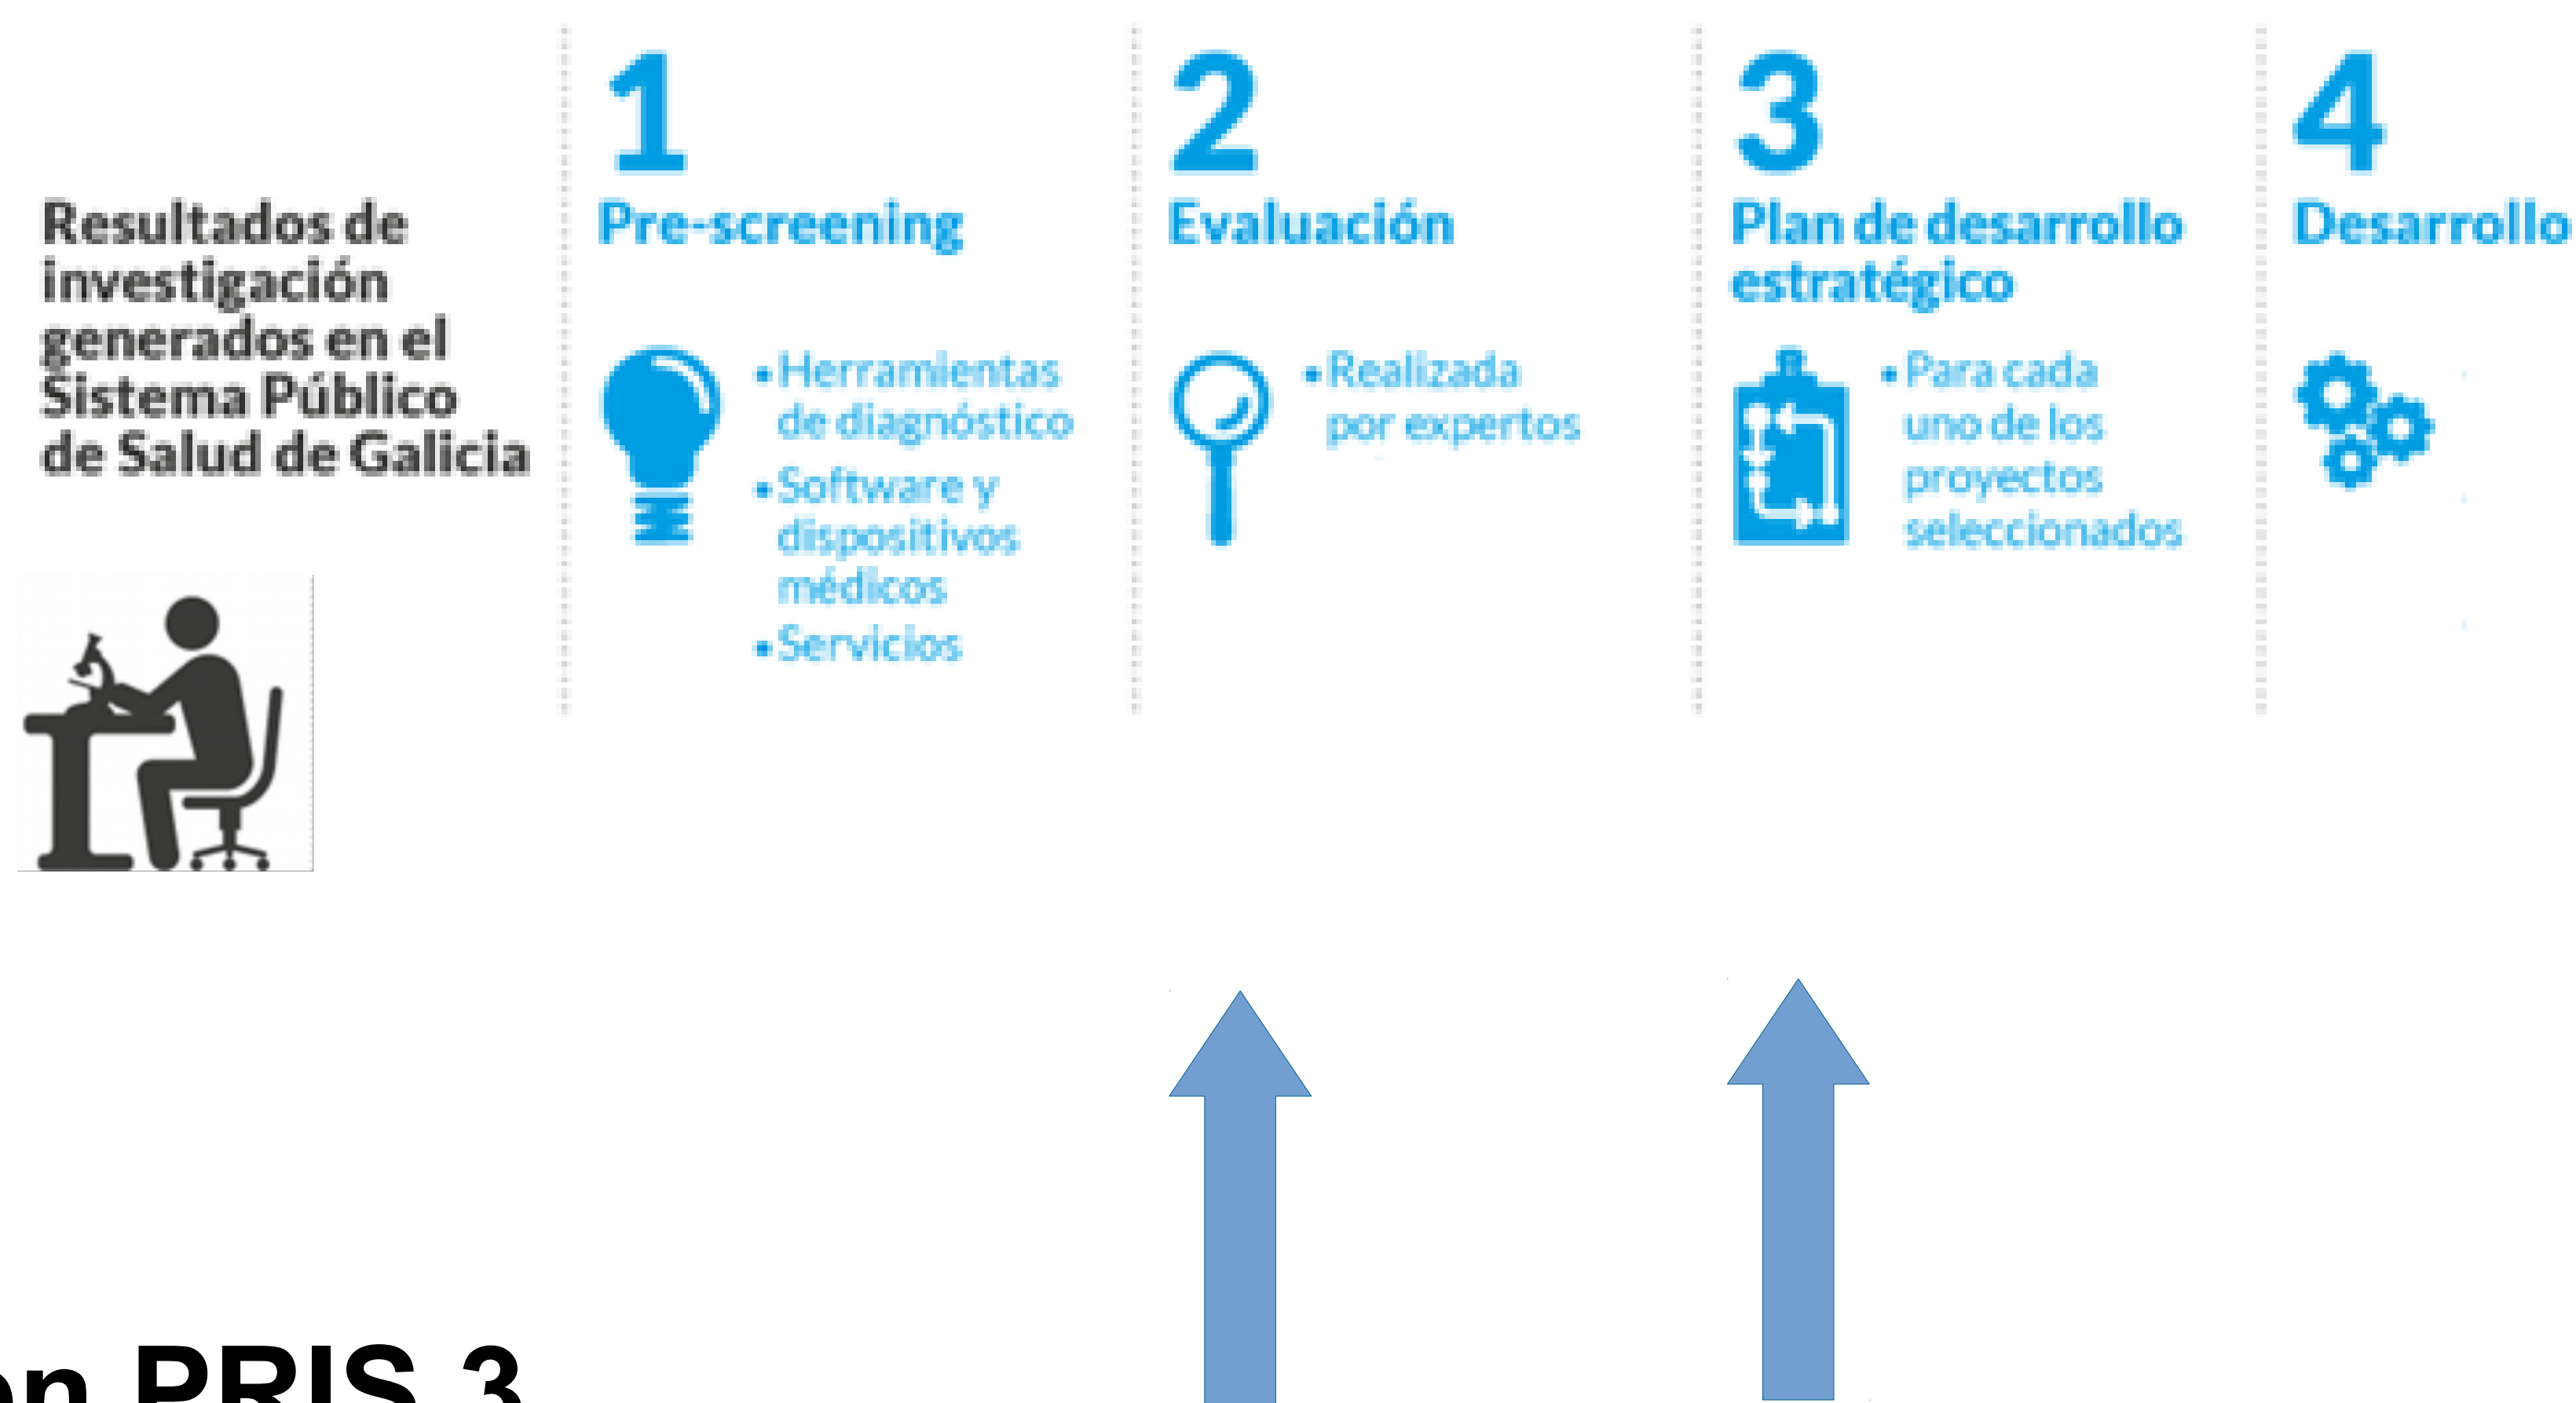 Resultados de
investigación
generados en el
Sistema Público
de Salud de Galicia
1
Pre-screening
• Herramientas
de diagnóstico
• Software y
dispositivos
médicos
• Servicios
2
Evaluación
• Realizada
por expertos
3
Plan de desarrollo
estratégico
• Para cada
uno de los
proyectos
seleccionados
4
Desarrollo
PRIS 3